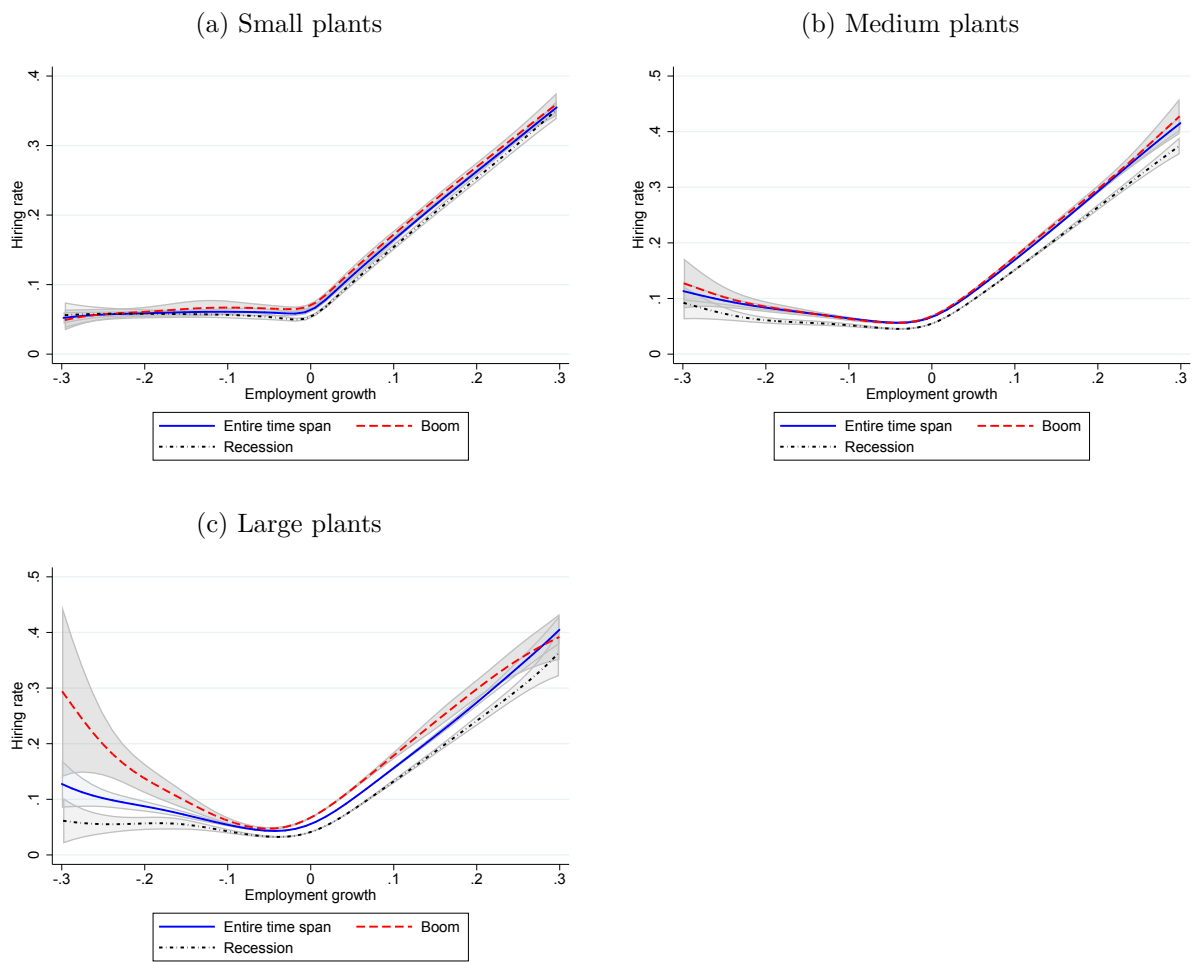 (a) Small plants
.4
.3
.2
.1
0
Hiring rate
-.3 -.2 -.1 0 .1 .2 .3
Employment growth
Entire time span Boom
Recession
(b) Medium plants
.5
.4
.3
.2
.1
0
Hiring rate
-.3 -.2 -.1 0 .1 .2 .3
Employment growth
Entire time span Boom
Recession
(c) Large plants
.5
.4
.3
.2
.1
0
Hiring rate
-.3 -.2 -.1 0 .1 .2 .3
Employment growth
Entire time span Boom
Recession